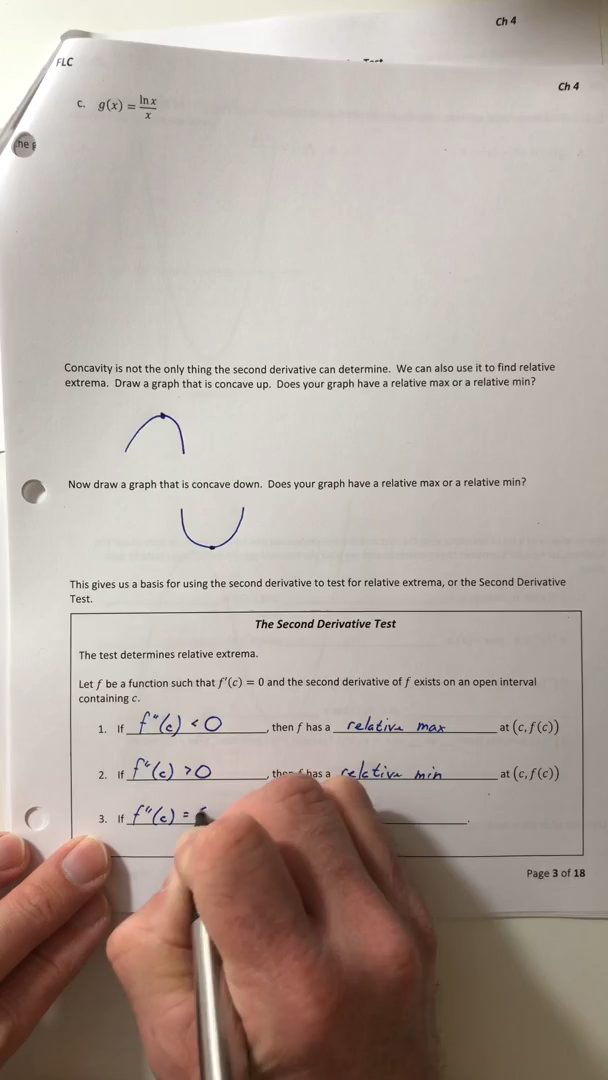 Ch 4
FLC
Ch 4
c. g(x) = ln x / x
Concavity is not the only thing the second derivative can determine. We can also use it to find relative
extrema. Draw a graph that is concave up. Does your graph have a relative max or a relative min?
Now draw a graph that is concave down. Does your graph have a relative max or a relative min?
This gives us a basis for using the second derivative to test for relative extrema, or the Second Derivative
Test.
The Second Derivative Test
The test determines relative extrema.
Let f be a function such that f'(c) = 0 and the second derivative of f exists on an open interval
containing c.
1. If f"(c) < 0, then f has a relative max at (c, f(c))
2. If f"(c) > 0, then f has a relative min at (c, f(c))
3. If f"(c) =
Page 3 of 18